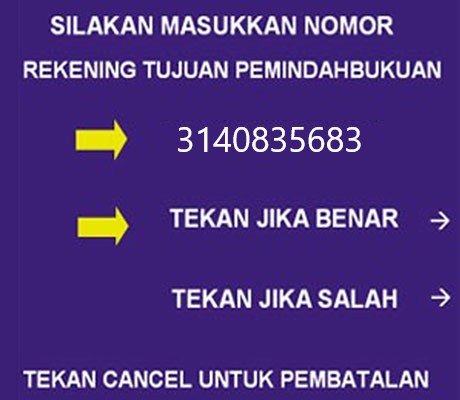 SILAKAN MASUKKAN NOMOR
REKENING TUJUAN PEMINDAHBUKUAN
3140835683
TEKAN JIKA BENAR →
TEKAN JIKA SALAH →
TEKAN CANCEL UNTUK PEMBATALAN